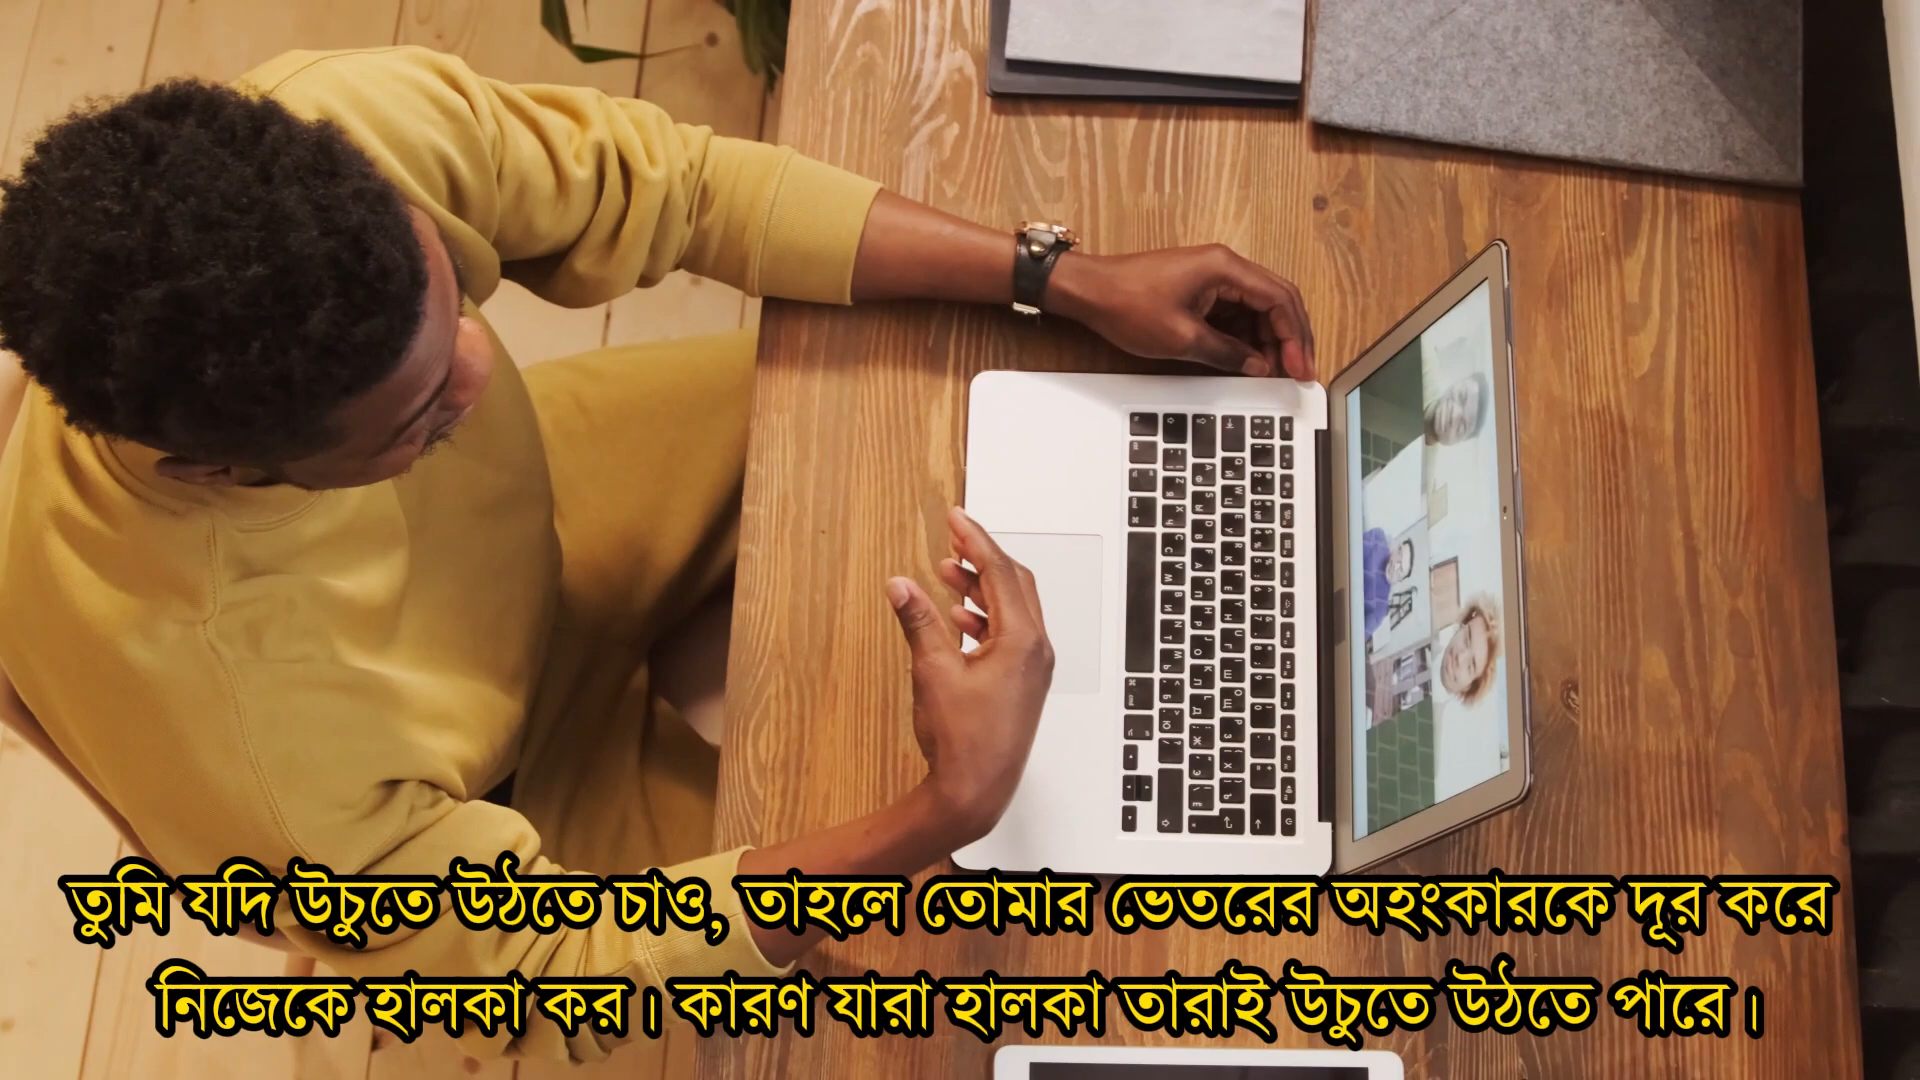 তুমি যদি উচুতে উঠতে চাও, তাহলে তোমার ভেতরের অহংকারকে দূর করে
নিজেকে হালকা কর। কারণ যারা হালকা তারাই উচুতে উঠতে পারে।